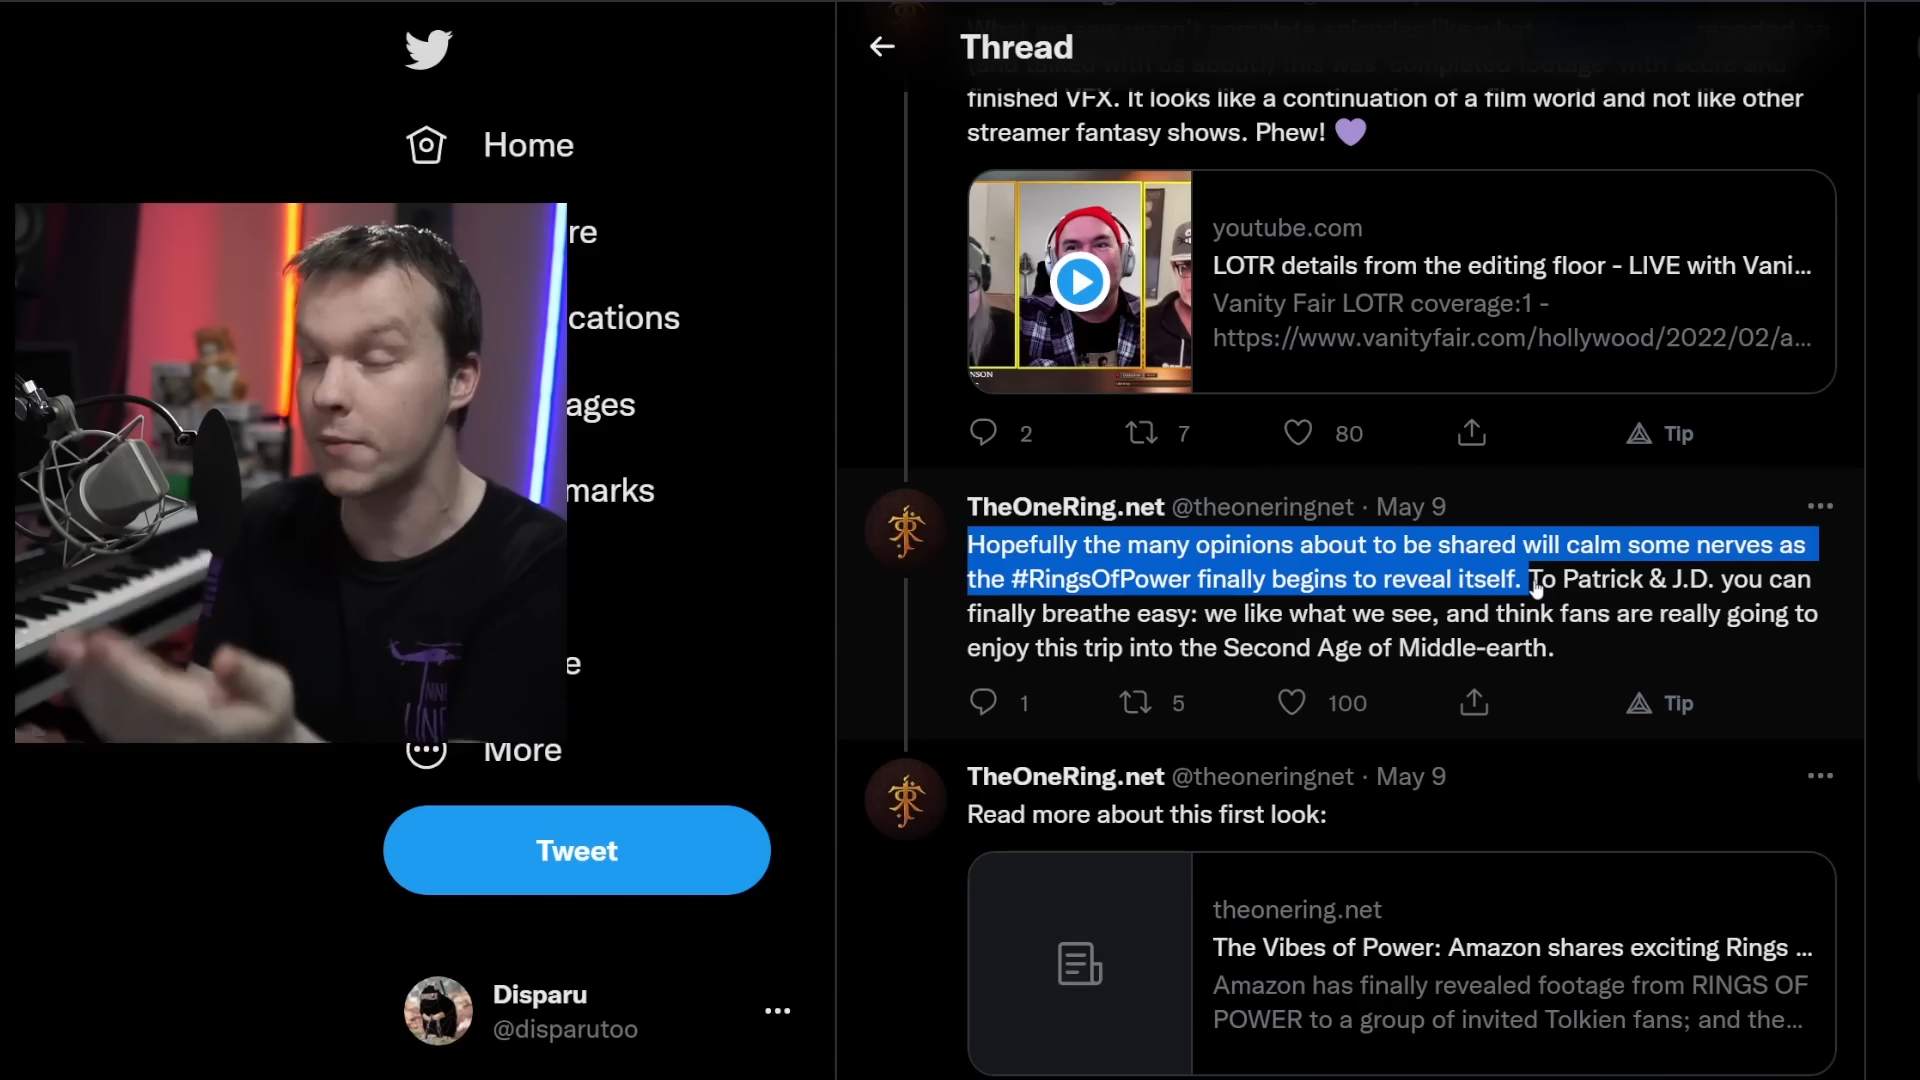 Thread
finished VFX. It looks like a continuation of a film world and not like other
streamer fantasy shows. Phew!
youtube.com
LOTR details from the editing floor - LIVE with Vani...
Vanity Fair LOTR coverage:1 -
https://www.vanityfair.com/hollywood/2022/02/a...
2 7 80 Tip
TheOneRing.net @theoneringnet · May 9
Hopefully the many opinions about to be shared will calm some nerves as
the #RingsOfPower finally begins to reveal itself. To Patrick & J.D. you can
finally breathe easy: we like what we see, and think fans are really going to
enjoy this trip into the Second Age of Middle-earth.
1 5 100 Tip
TheOneRing.net @theoneringnet · May 9
Read more about this first look:
theonering.net
The Vibes of Power: Amazon shares exciting Rings ...
Amazon has finally revealed footage from RINGS OF
POWER to a group of invited Tolkien fans; and the...
Home
re
cations
ages
marks
e
More
Tweet
Disparu
@disparutoo